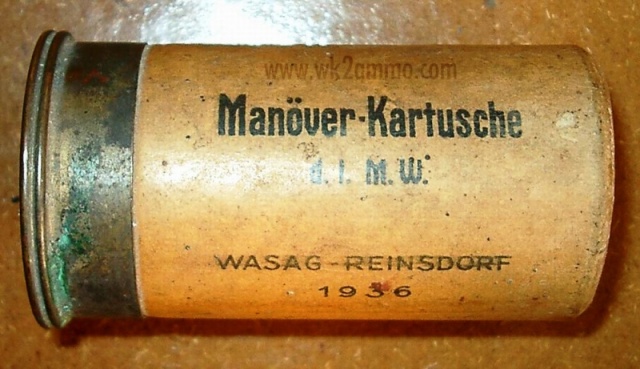 www.wk2ammo.com
Manöver-Kartusche
d. l. M. W.
WASAG-REINSDORF
1936